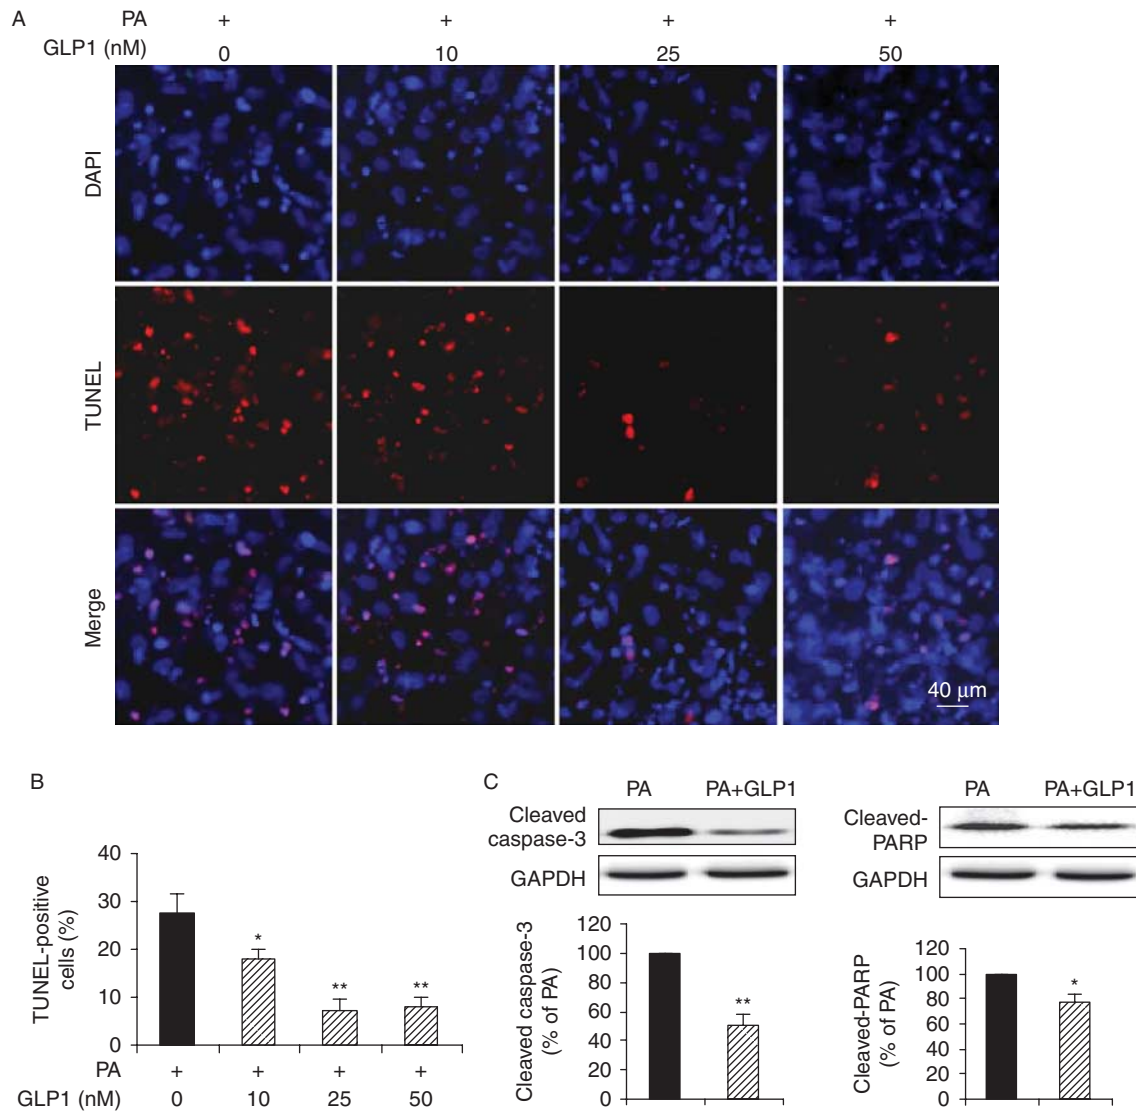 A
PA + + + +
GLP1 (nM) 0 10 25 50
DAPI
TUNEL
Merge
40 μm
B
TUNEL-positive
cells (%)
40
30
20
10
0
*
**
**
PA + + + +
GLP1 (nM) 0 10 25 50
C
PA PA+GLP1
Cleaved
caspase-3
GAPDH
Cleaved caspase-3
(% of PA)
120
100
80
60
40
20
0
**
PA PA+GLP1
Cleaved-
PARP
GAPDH
Cleaved-PARP
(% of PA)
120
100
80
60
40
20
0
*